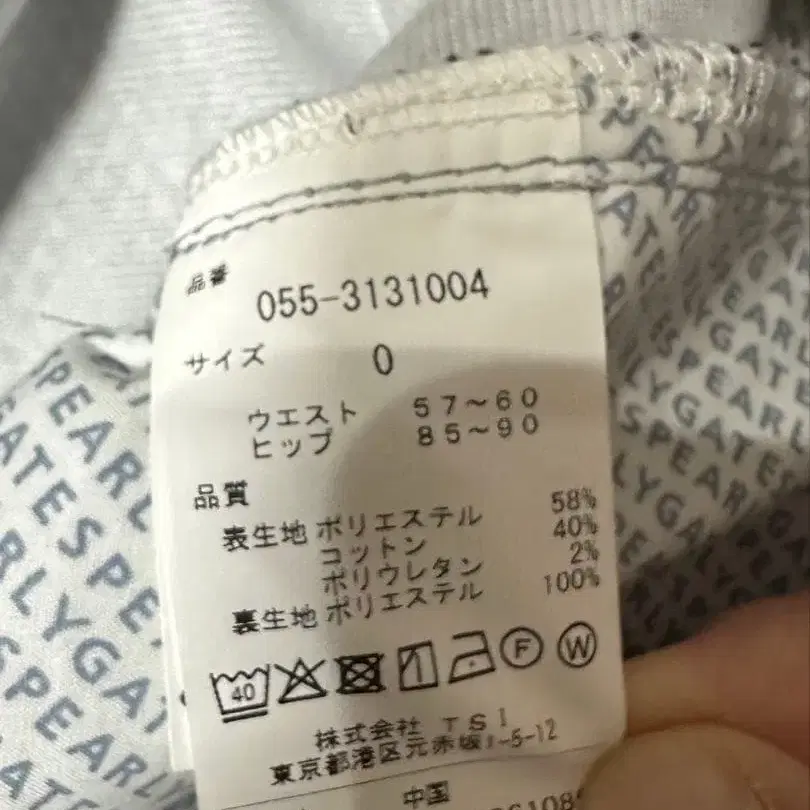 品番
055-3131004
サイズ 0
ウエスト 57～60
ヒップ 85～90
品質
表生地 ポリエステル 58%
コットン 40%
ポリウレタン 2%
裏生地 ポリエステル 100%
40
F W
株式会社 TSI
東京都港区元赤坂1-5-12
中国
PEARLYGATES